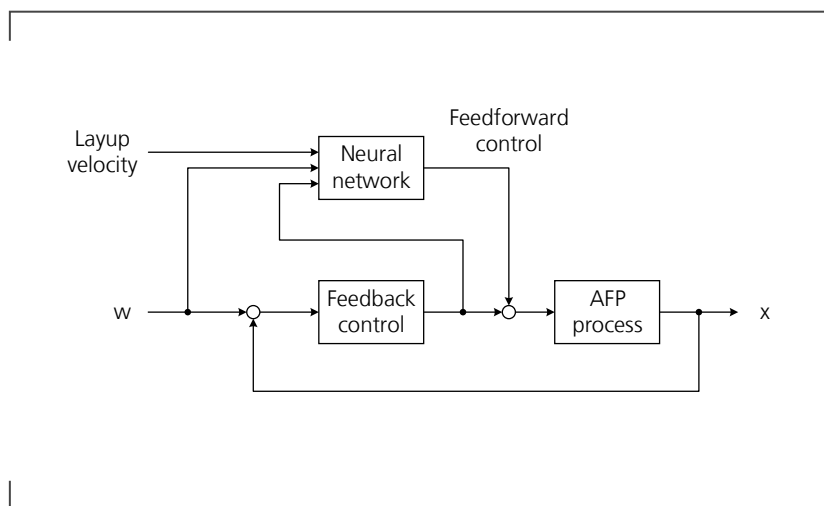 Feedforward
control
Layup
velocity
Neural
network
w
Feedback
control
AFP
process
x